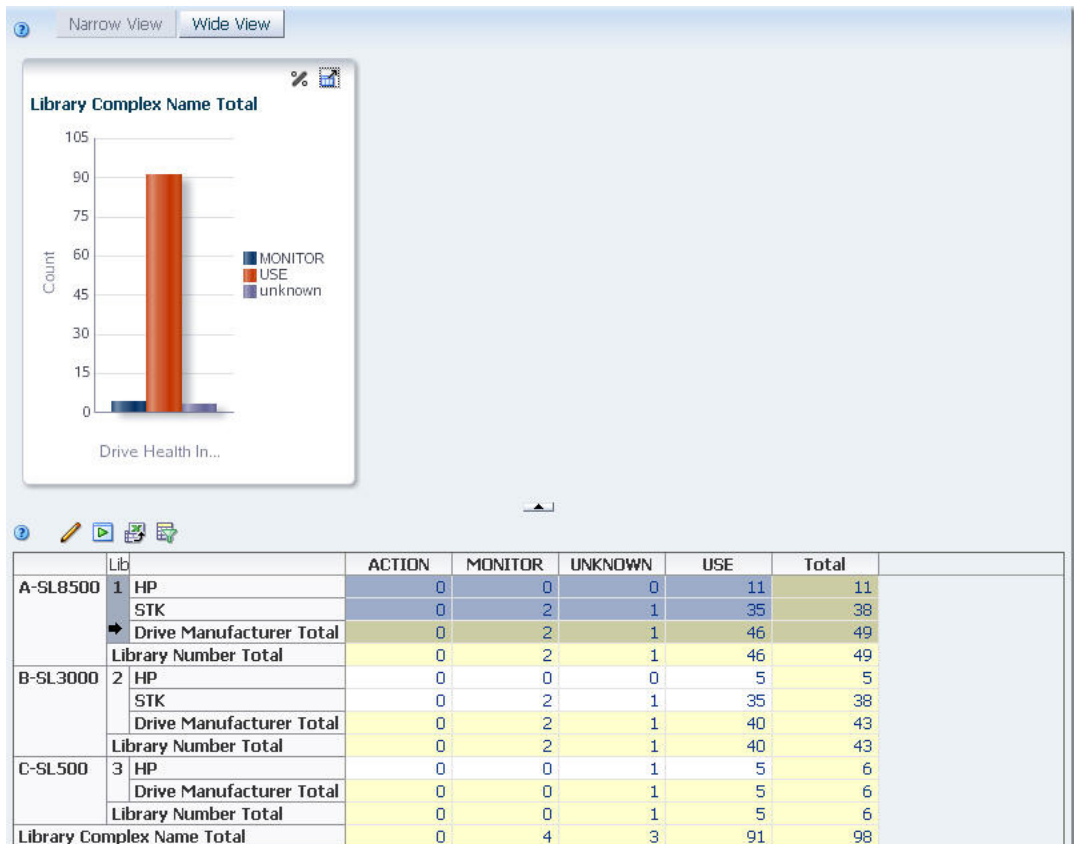 Narrow View Wide View
Library Complex Name Total
105
90
75
60
45
30
15
0
Count
MONITOR
USE
unknown
Drive Health In...
Lib ACTION MONITOR UNKNOWN USE Total
A-SL8500 1 HP 0 0 0 11 11
STK 0 2 1 35 38
Drive Manufacturer Total 0 2 1 46 49
Library Number Total 0 2 1 46 49
B-SL3000 2 HP 0 0 0 5 5
STK 0 2 1 35 38
Drive Manufacturer Total 0 2 1 40 43
Library Number Total 0 2 1 40 43
C-SL500 3 HP 0 0 1 5 6
Drive Manufacturer Total 0 0 1 5 6
Library Number Total 0 0 1 5 6
Library Complex Name Total 0 4 3 91 98